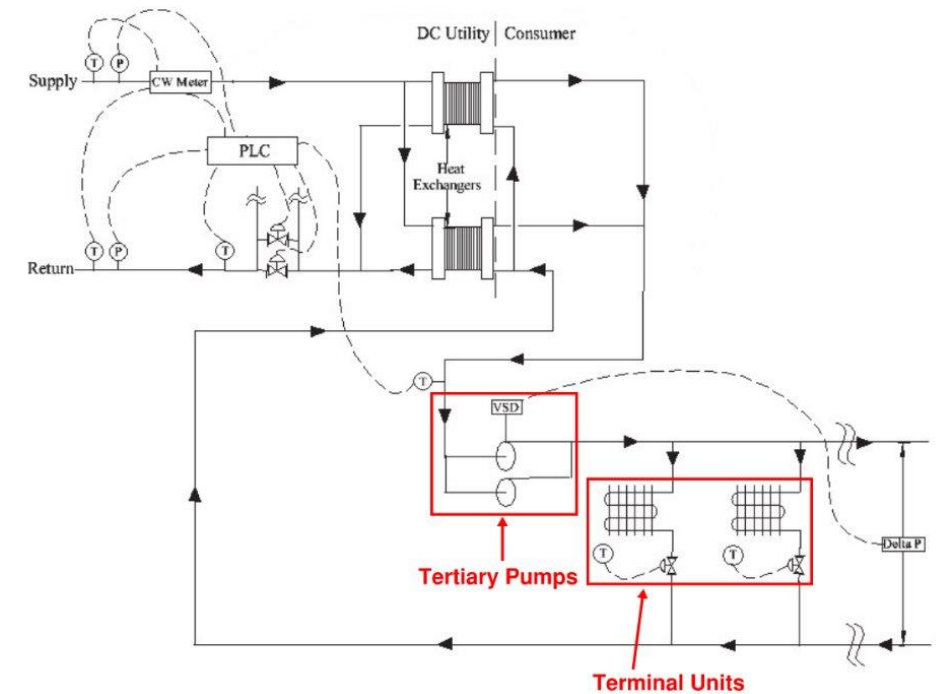 DC Utility
Consumer
T
P
Supply
CW Meter
PLC
Heat
Exchangers
T
P
T
Return
T
VSD
T
T
Delta P
Tertiary Pumps
Terminal Units